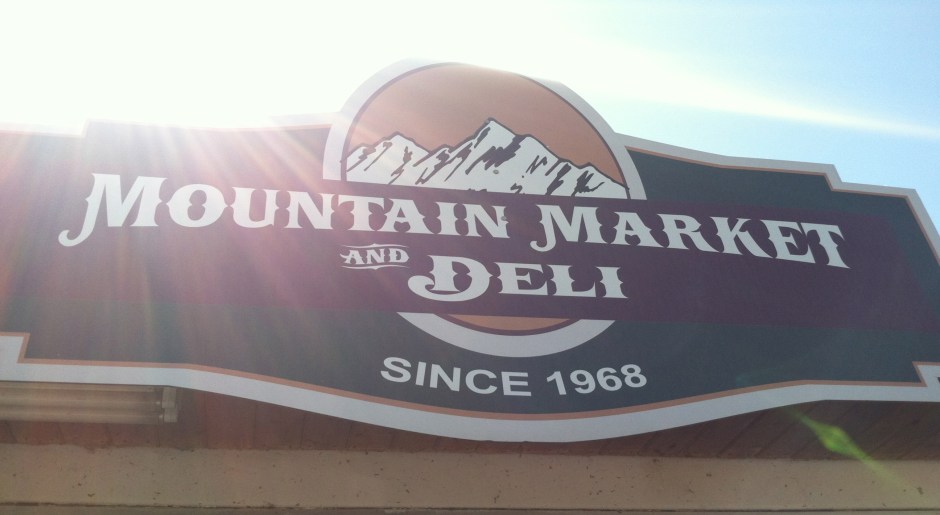 MOUNTAIN MARKET
AND DELI
SINCE 1968